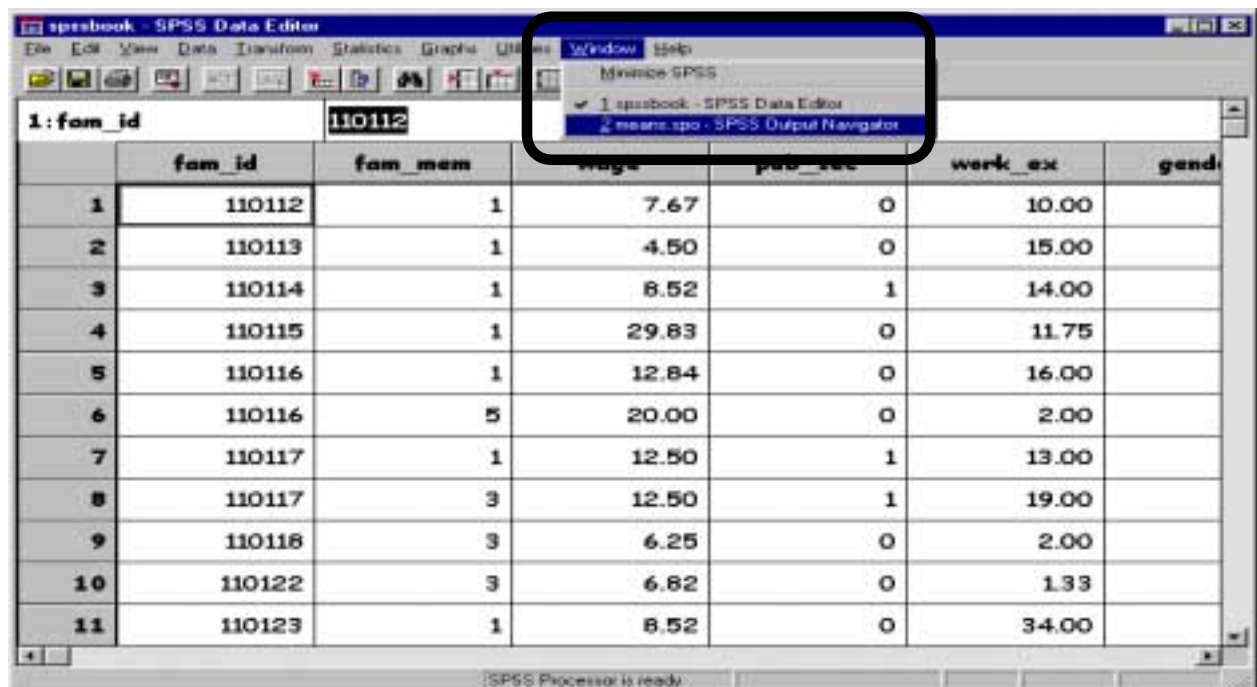 spssbook - SPSS Data Editor
File Edit View Data Transform Statistics Graphs Window Help
Minimize SPSS
1 spssbook - SPSS Data Editor
2 means.spo - SPSS Output Navigator
1:fam_id 110112
fam_id fam_mem wage pub_sec work_ex gend
1 110112 1 7.67 0 10.00
2 110113 1 4.50 0 15.00
3 110114 1 8.52 1 14.00
4 110115 1 29.83 0 11.75
5 110116 1 12.84 0 16.00
6 110116 5 20.00 0 2.00
7 110117 1 12.50 1 13.00
8 110117 3 12.50 1 19.00
9 110118 3 6.25 0 2.00
10 110122 3 6.82 0 1.33
11 110123 1 8.52 0 34.00
SPSS Processor is ready